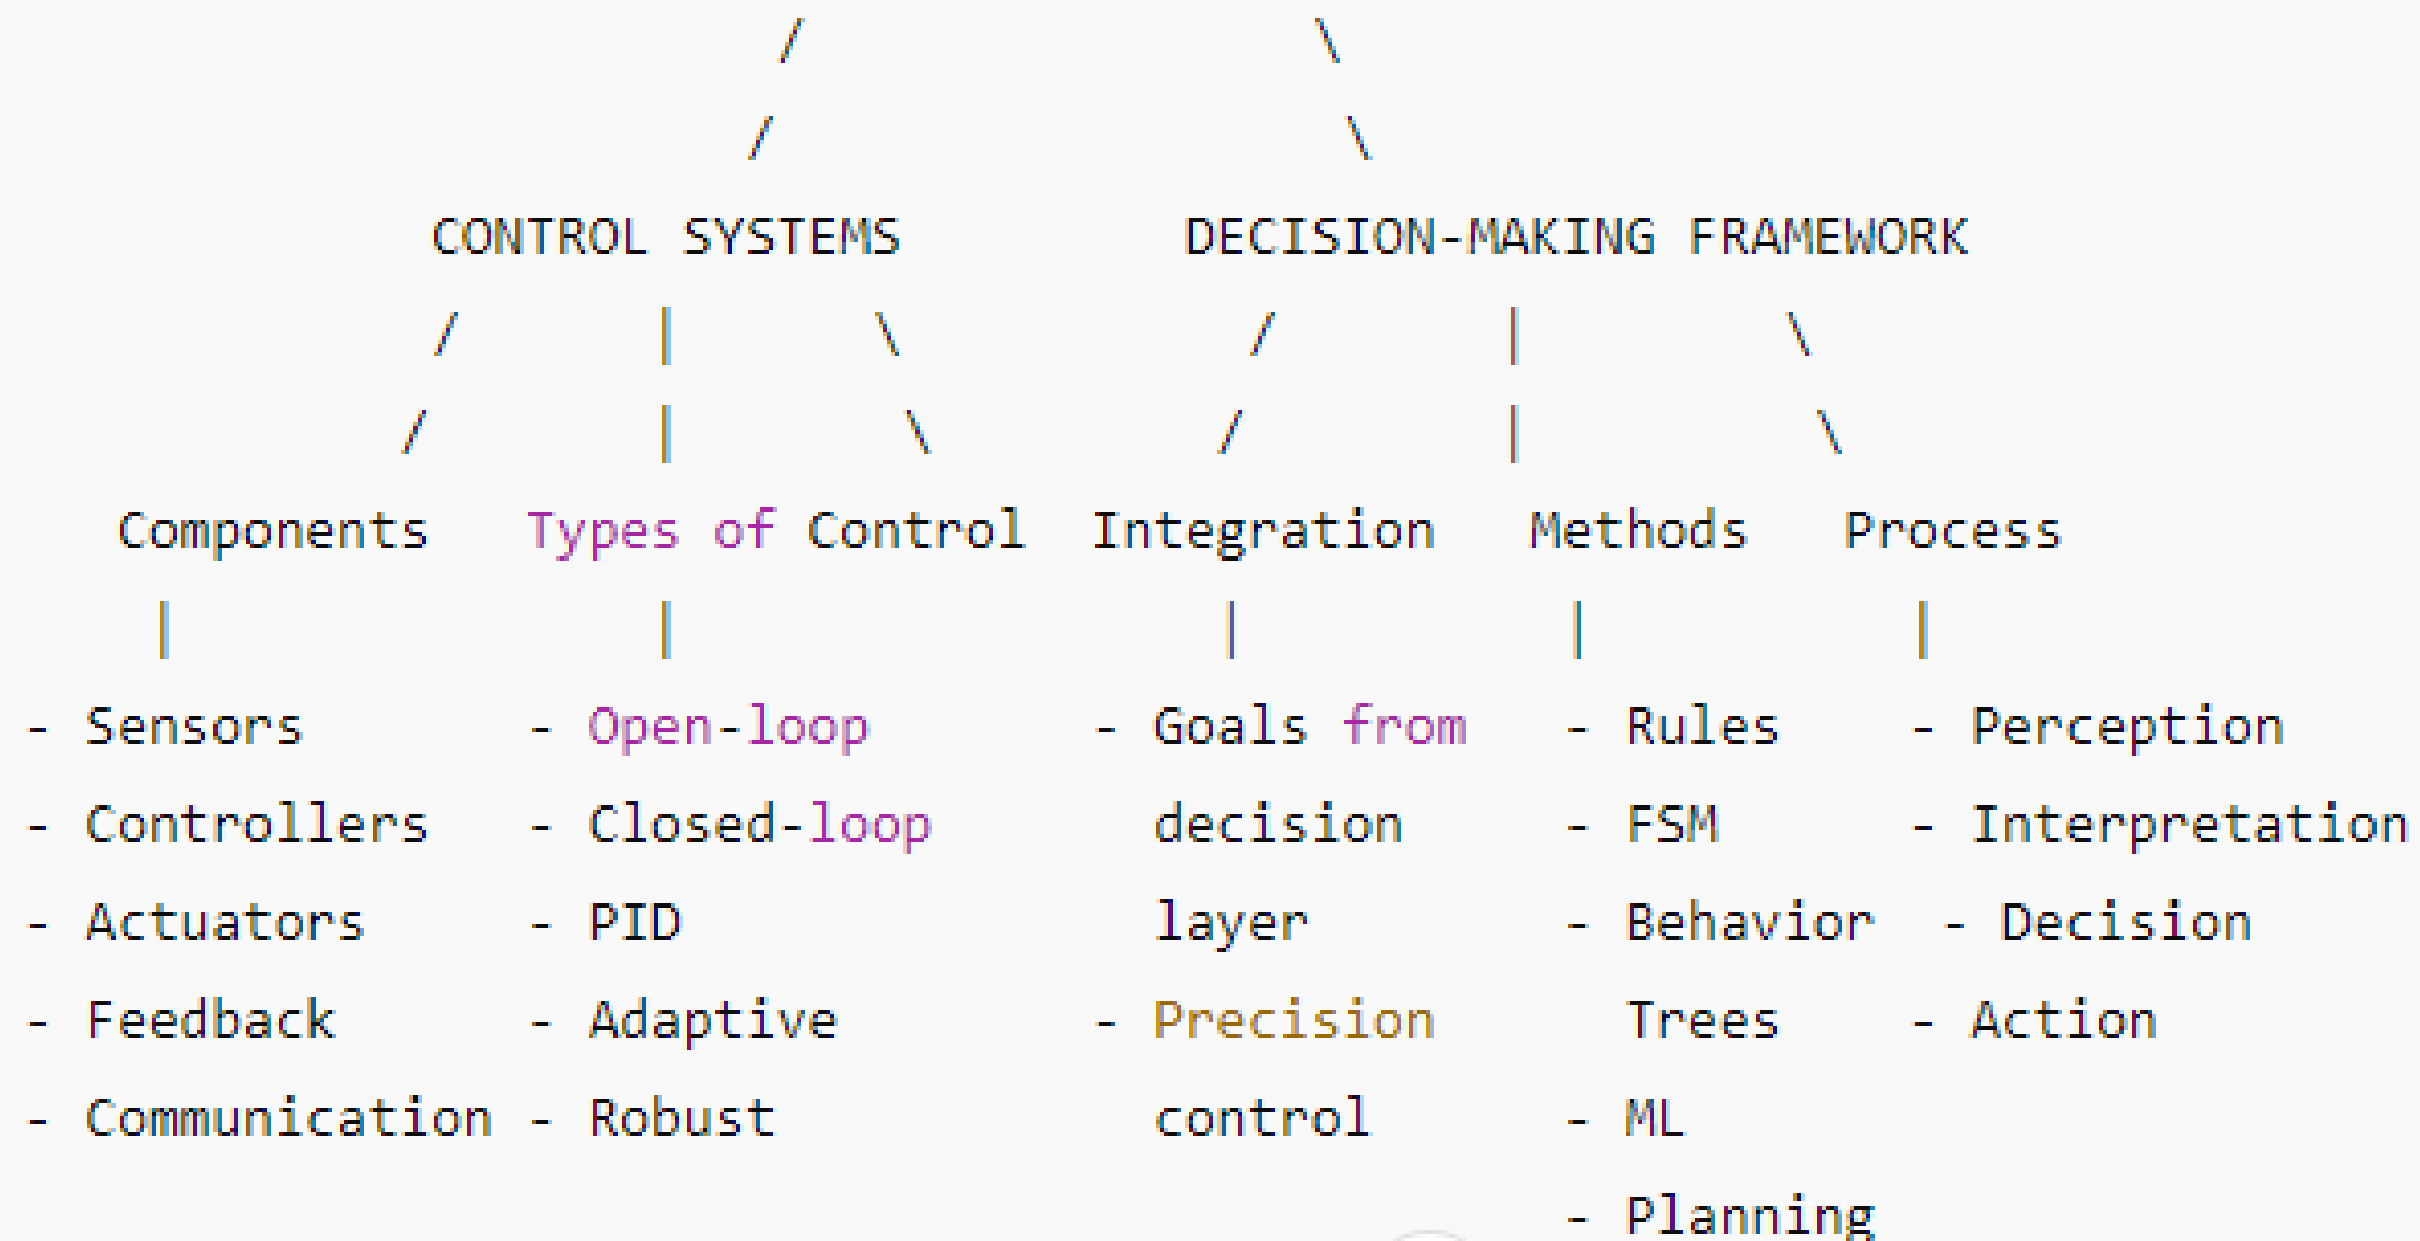 / \
/ \
CONTROL SYSTEMS DECISION-MAKING FRAMEWORK
/ | \ / | \
/ | \ / | \
Components Types of Control Integration Methods Process
| | | | |
- Sensors - Open-loop - Goals from - Rules - Perception
- Controllers - Closed-loop decision - FSM - Interpretation
- Actuators - PID layer - Behavior - Decision
- Feedback - Adaptive - Precision Trees - Action
- Communication - Robust control - ML
- Planning